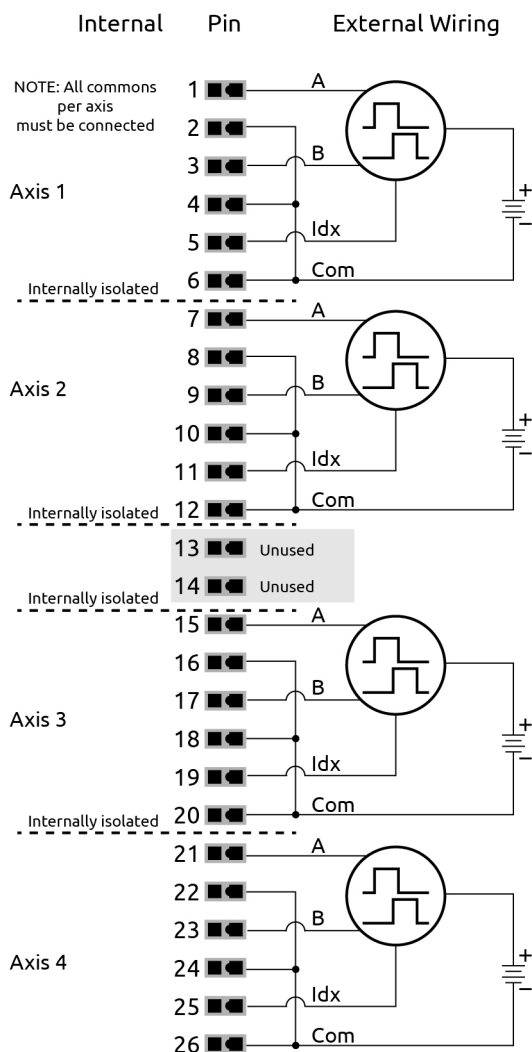 Internal Pin External Wiring
NOTE: All commons
per axis
must be connected
1 A
2
3 B
Axis 1
4
+
−
5 Idx
6 Com
Internally isolated
7 A
8
Axis 2
9 B
10
+
−
11 Idx
12 Com
Internally isolated
13 Unused
14 Unused
Internally isolated
15 A
16
17 B
Axis 3
18
+
−
19 Idx
20 Com
Internally isolated
21 A
22
23 B
Axis 4
24
+
−
25 Idx
26 Com